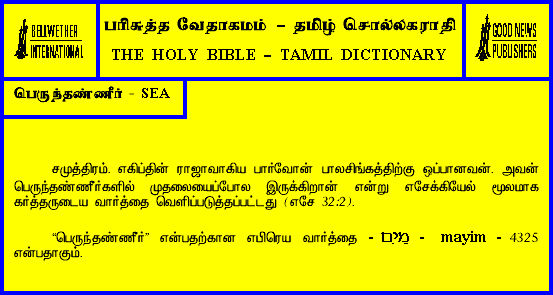 BELLWETHER
INTERNATIONAL
பரிசுத்த வேதாகமம் – தமிழ் சொல்லகராதி
THE HOLY BIBLE – TAMIL DICTIONARY
GOOD NEWS
PUBLISHERS
பெருந்தண்ணீர் - SEA
சமுத்திரம். எகிப்தின் ராஜாவாகிய பார்வோன் பாலசிங்கத்திற்கு ஒப்பானவன். அவன்
பெருந்தண்ணீர்களில் முதலையைப்போல இருக்கிறான் என்று எசேக்கியேல் மூலமாக
கர்த்தருடைய வார்த்தை வெளிப்படுத்தப்பட்டது (எசே 32:2).
“பெருந்தண்ணீர்” என்பதற்கான எபிரெய வார்த்தை - מים - mayim - 4325
என்பதாகும்.